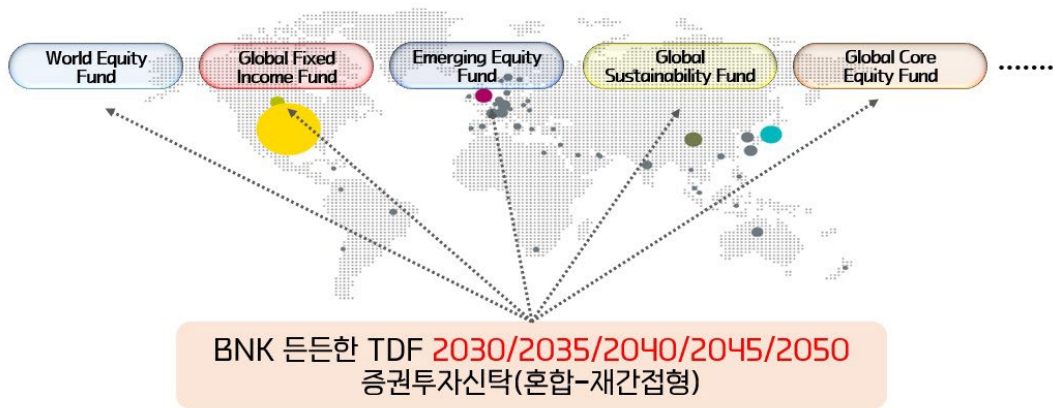 World Equity
Fund
Global Fixed
Income Fund
Emerging Equity
Fund
Global
Sustainability Fund
Global Core
Equity Fund
.......
BNK 든든한 TDF 2030/2035/2040/2045/2050
증권투자신탁(혼합-재간접형)